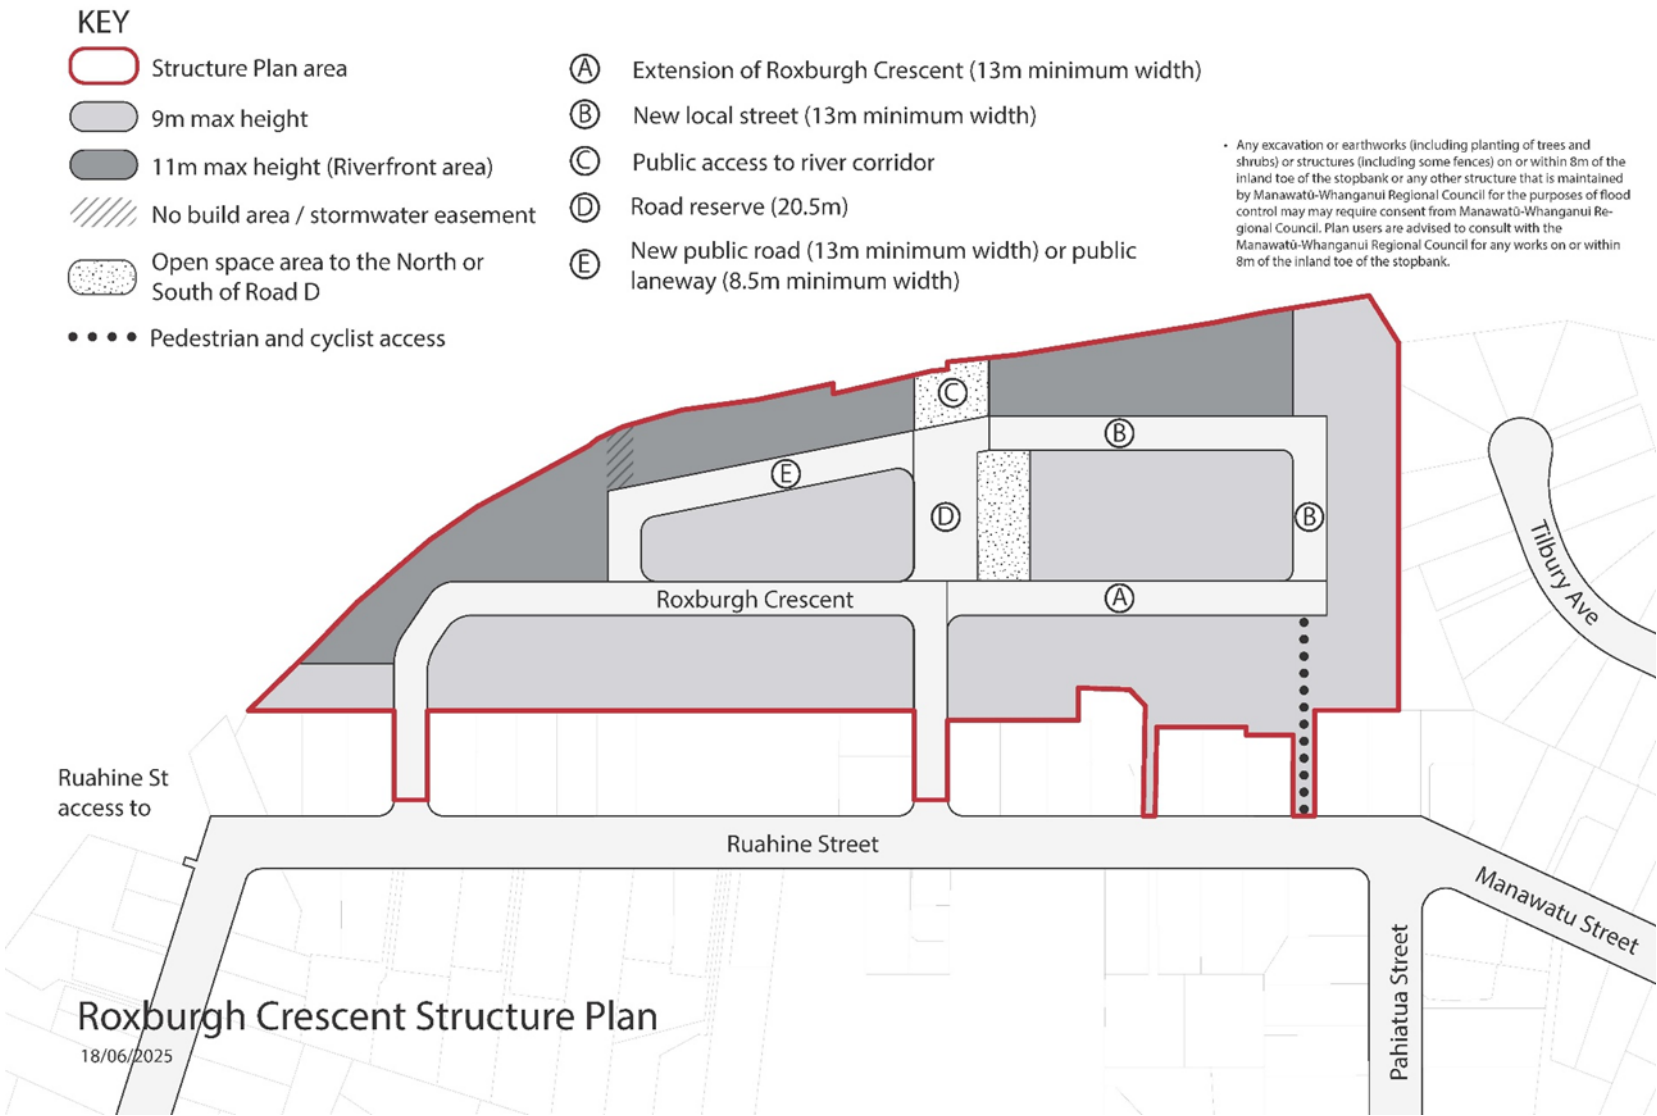 KEY
Structure Plan area
9m max height
11m max height (Riverfront area)
No build area / stormwater easement
Open space area to the North or
South of Road D
Pedestrian and cyclist access
A Extension of Roxburgh Crescent (13m minimum width)
B New local street (13m minimum width)
C Public access to river corridor
D Road reserve (20.5m)
E New public road (13m minimum width) or public
laneway (8.5m minimum width)
• Any excavation or earthworks (including planting of trees and
shrubs) or structures (including some fences) on or within 8m of the
inland toe of the stopbank or any other structure that is maintained
by Manawatū-Whanganui Regional Council for the purposes of flood
control may may require consent from Manawatū-Whanganui Re-
gional Council. Plan users are advised to consult with the
Manawatū-Whanganui Regional Council for any works on or within
8m of the inland toe of the stopbank.
C
B
E
D
B
Tilbury Ave
Roxburgh Crescent
A
Ruahine St
access to
Ruahine Street
Manawatu Street
Pahiatua Street
Roxburgh Crescent Structure Plan
18/06/2025